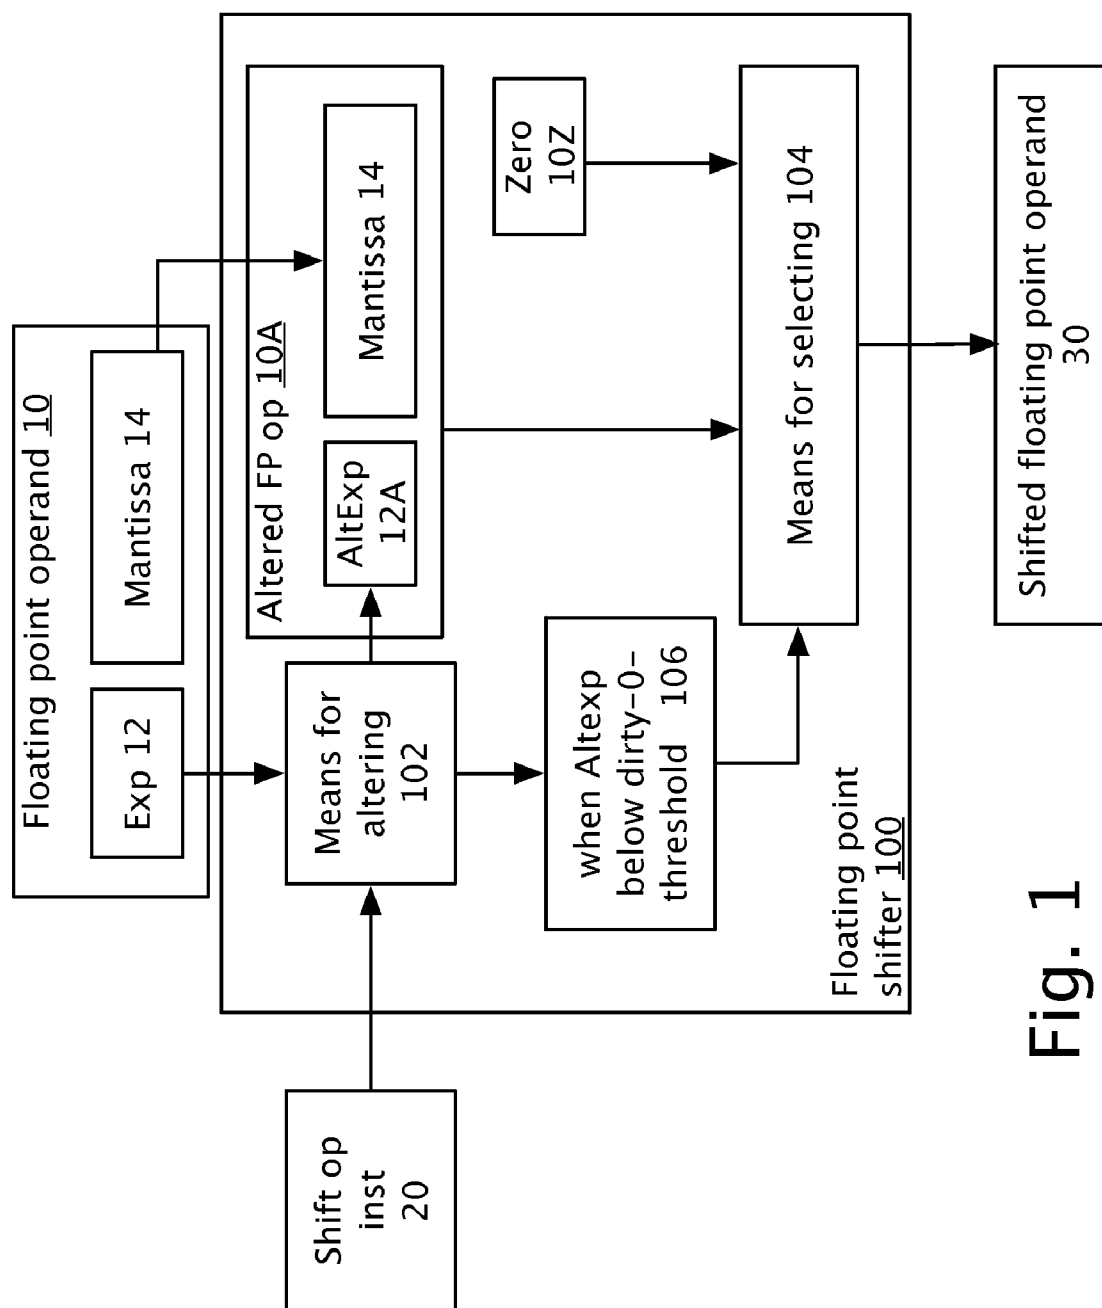 Floating point operand 10
Exp 12
Mantissa 14
Shift op
inst
20
Means for
altering
102
Altered FP op 10A
AltExp
12A
Mantissa 14
when Altexp
below dirty-0-
threshold 106
Zero
10Z
Means for selecting 104
Floating point
shifter 100
Shifted floating point operand
30
Fig. 1